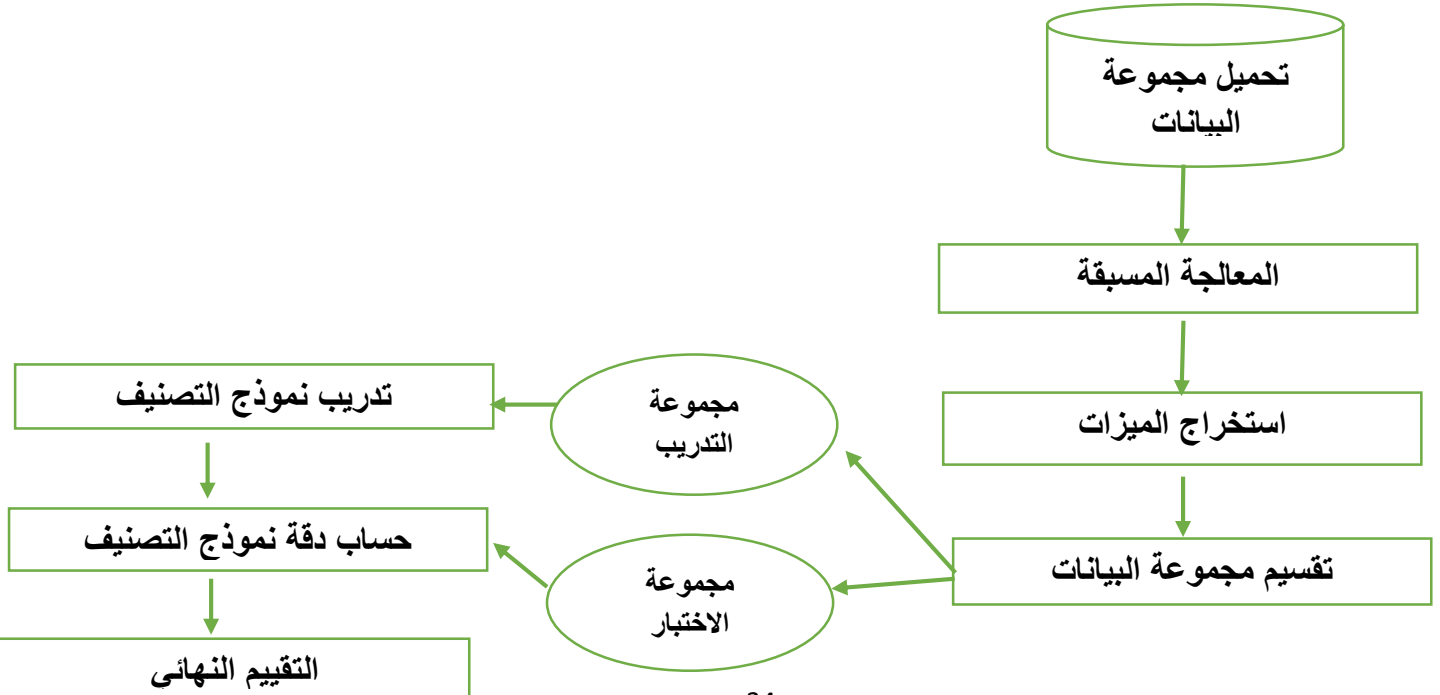 تحميل مجموعة
البيانات
المعالجة المسبقة
استخراج الميزات
تقسيم مجموعة البيانات
مجموعة
التدريب
مجموعة
الاختبار
تدريب نموذج التصنيف
حساب دقة نموذج التصنيف
التقييم النهائي